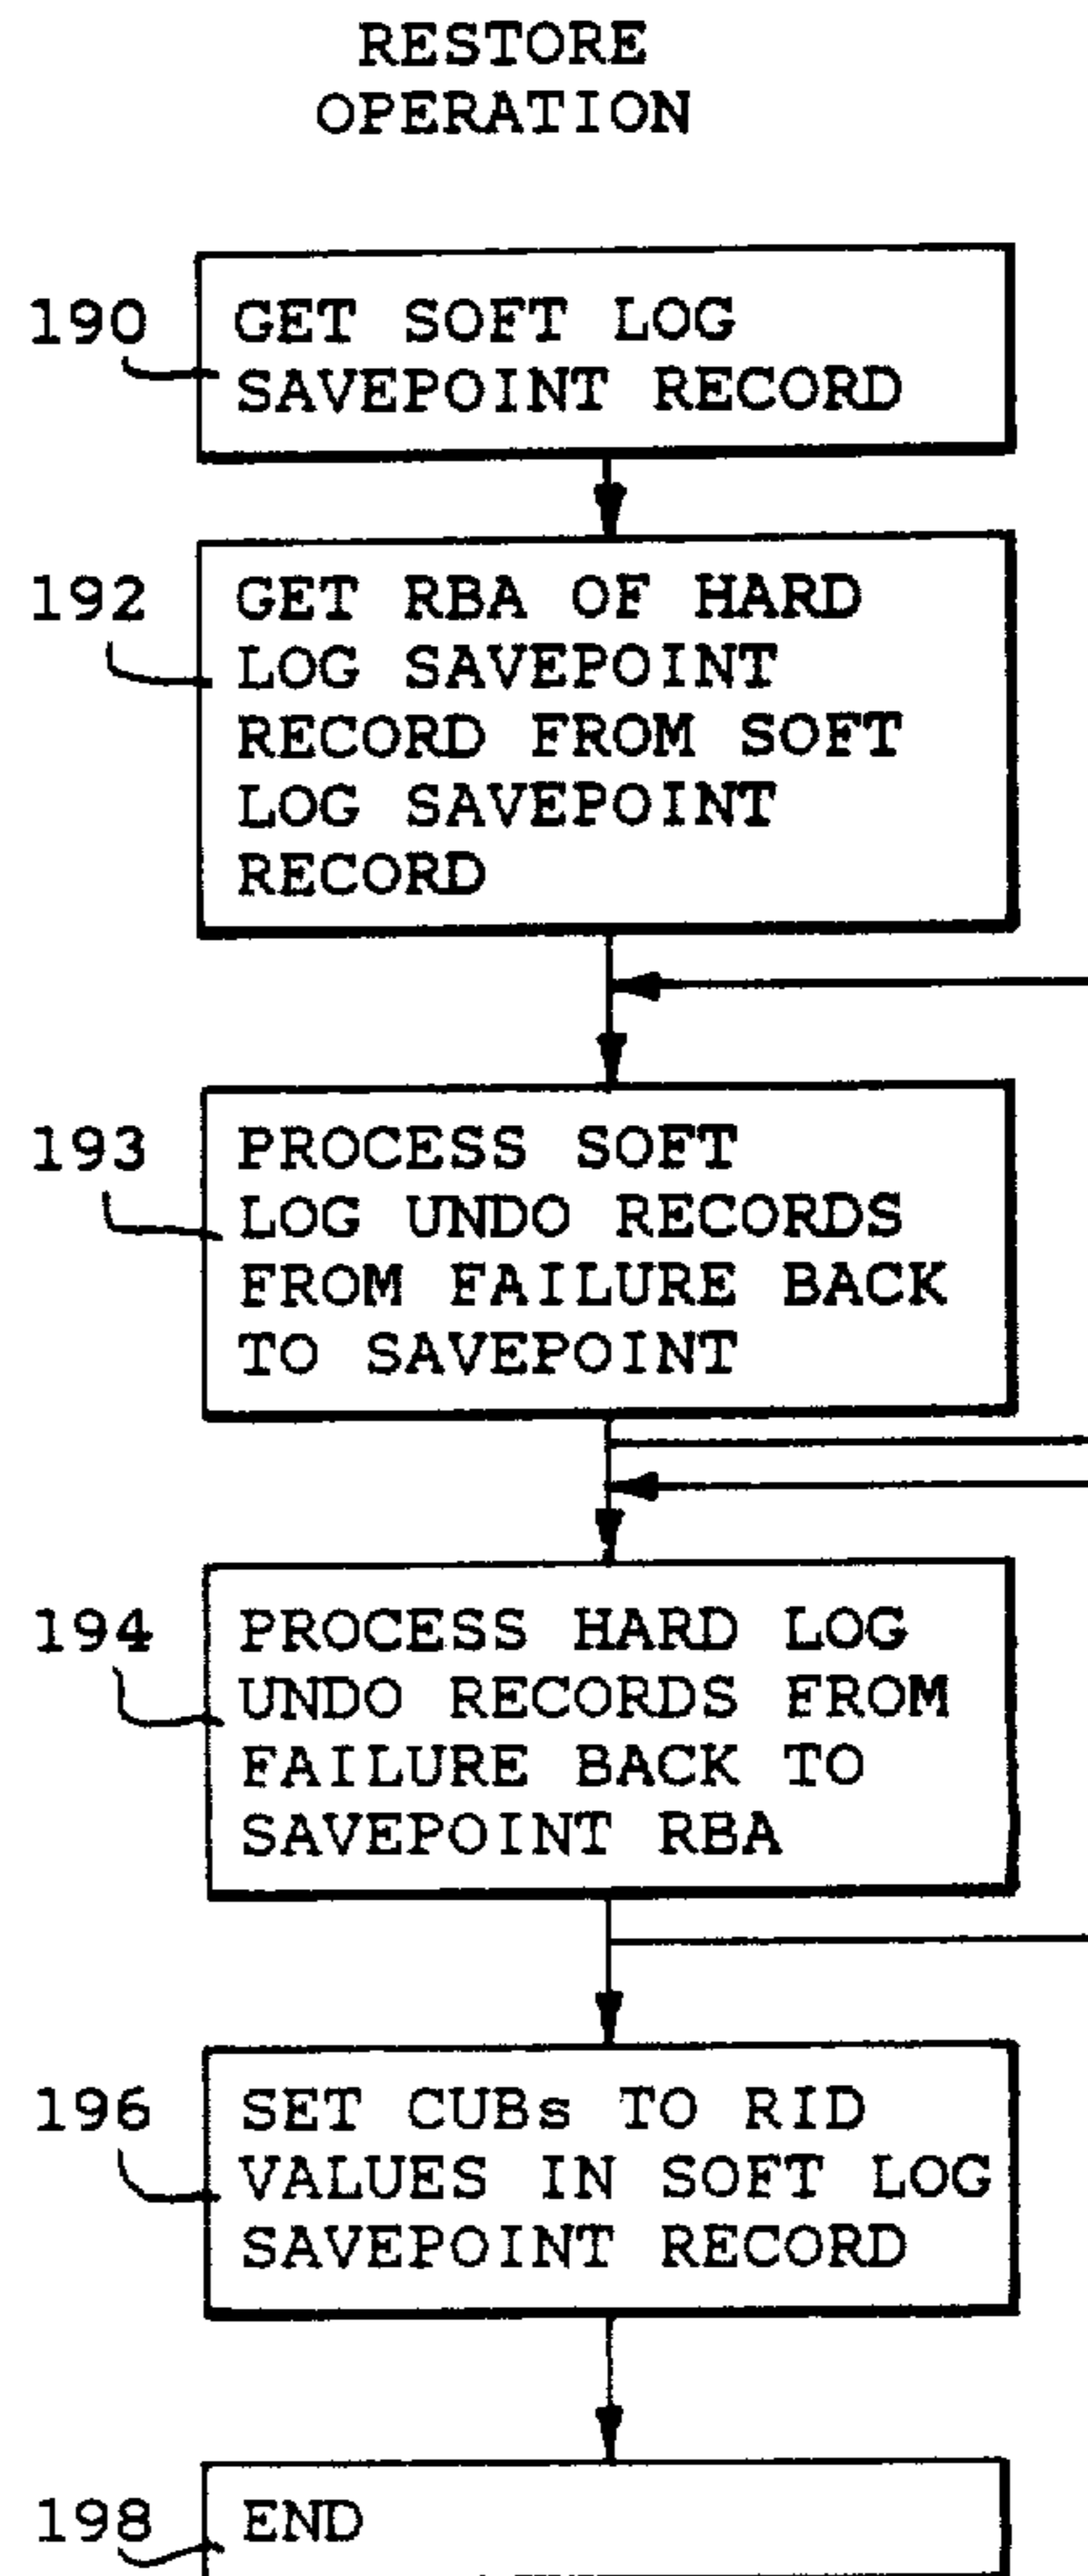 RESTORE
OPERATION
190
GET SOFT LOG
SAVEPOINT RECORD
192
GET RBA OF HARD
LOG SAVEPOINT
RECORD FROM SOFT
LOG SAVEPOINT
RECORD
193
PROCESS SOFT
LOG UNDO RECORDS
FROM FAILURE BACK
TO SAVEPOINT
194
PROCESS HARD LOG
UNDO RECORDS FROM
FAILURE BACK TO
SAVEPOINT RBA
196
SET CUBs TO RID
VALUES IN SOFT LOG
SAVEPOINT RECORD
198
END